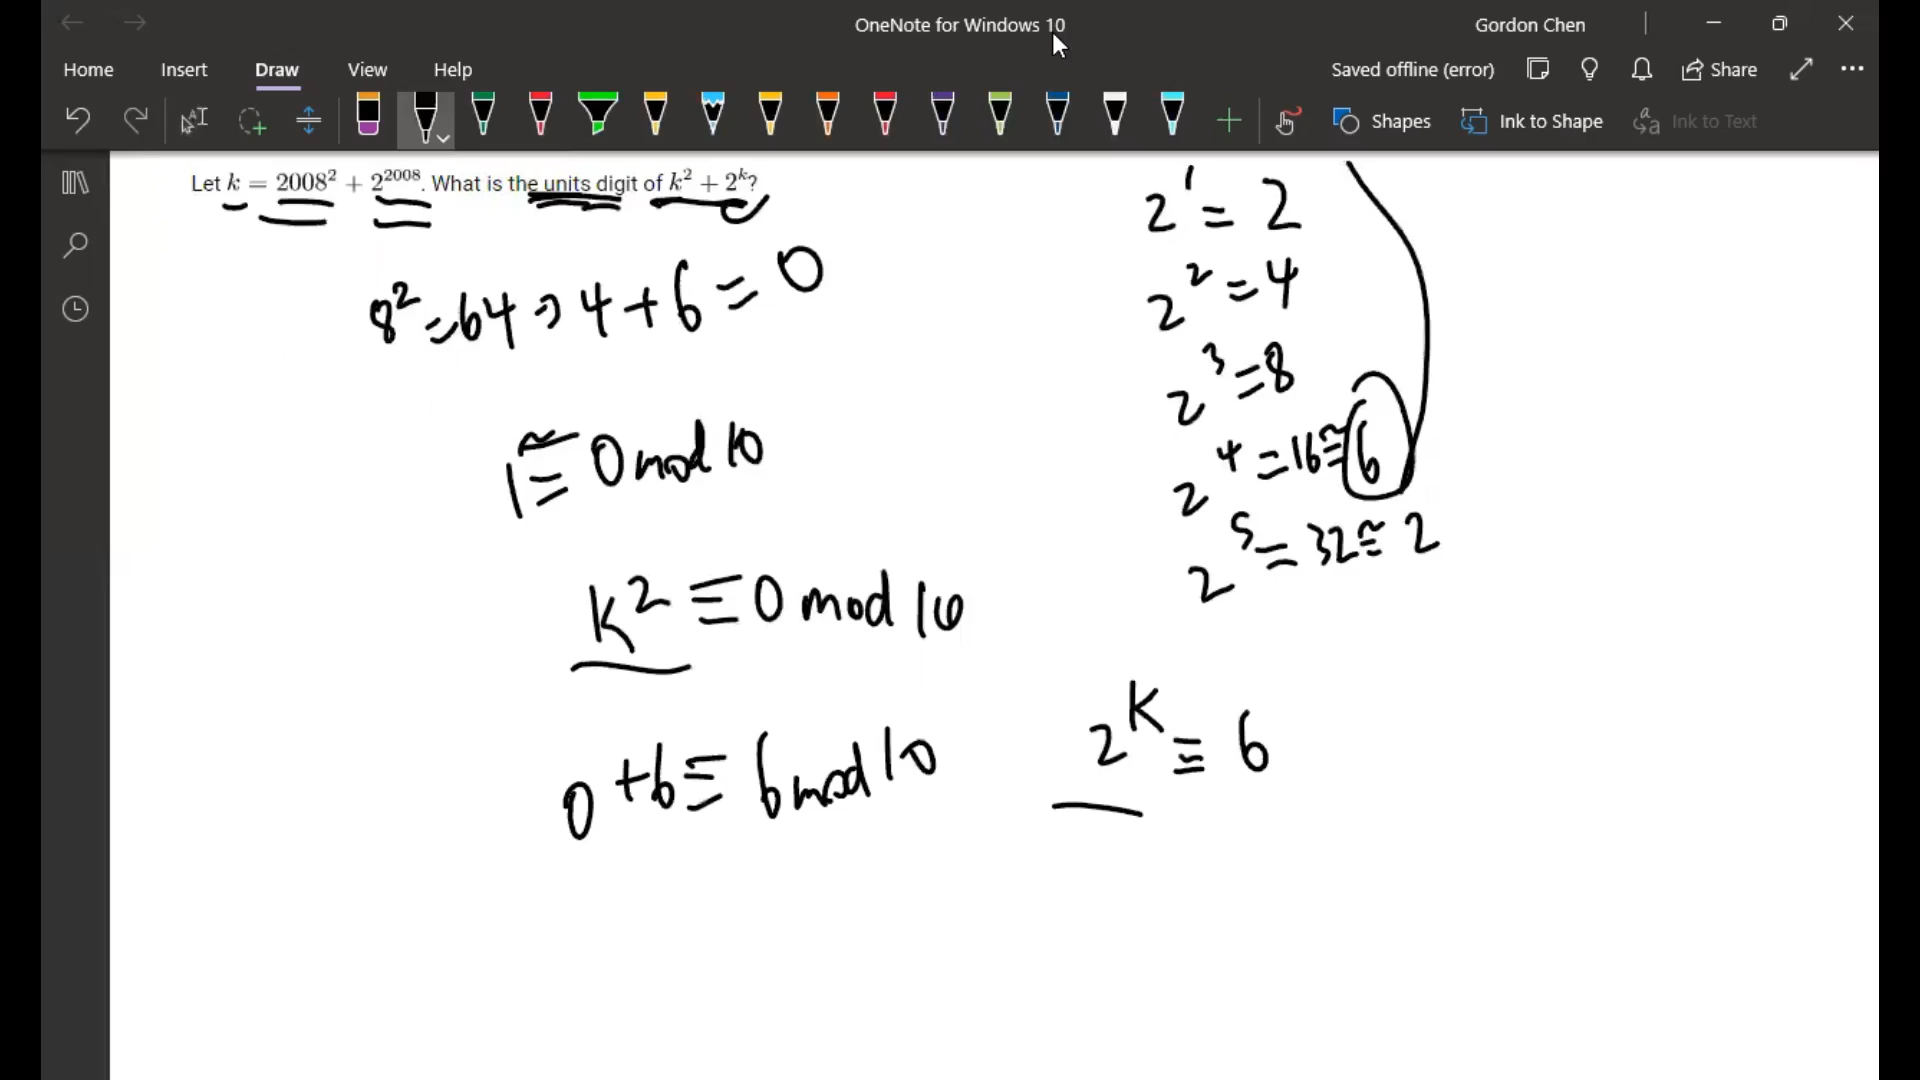 OneNote for Windows 10
Gordon Chen
Home Insert Draw View Help
Saved offline (error) Share
Shapes Ink to Shape Ink to Text
Let k = 2008² + 2²⁰⁰⁸. What is the units digit of k² + 2ᵏ?
8² = 64 → 4 + 6 = 0
1 ≅ 0 mod 10
k² ≡ 0 mod 10
0 + 6 ≡ 6 mod 10
2¹ = 2
2² = 4
2³ = 8
2⁴ = 16 ≅ 6
2⁵ = 32 ≅ 2
2ᵏ ≡ 6